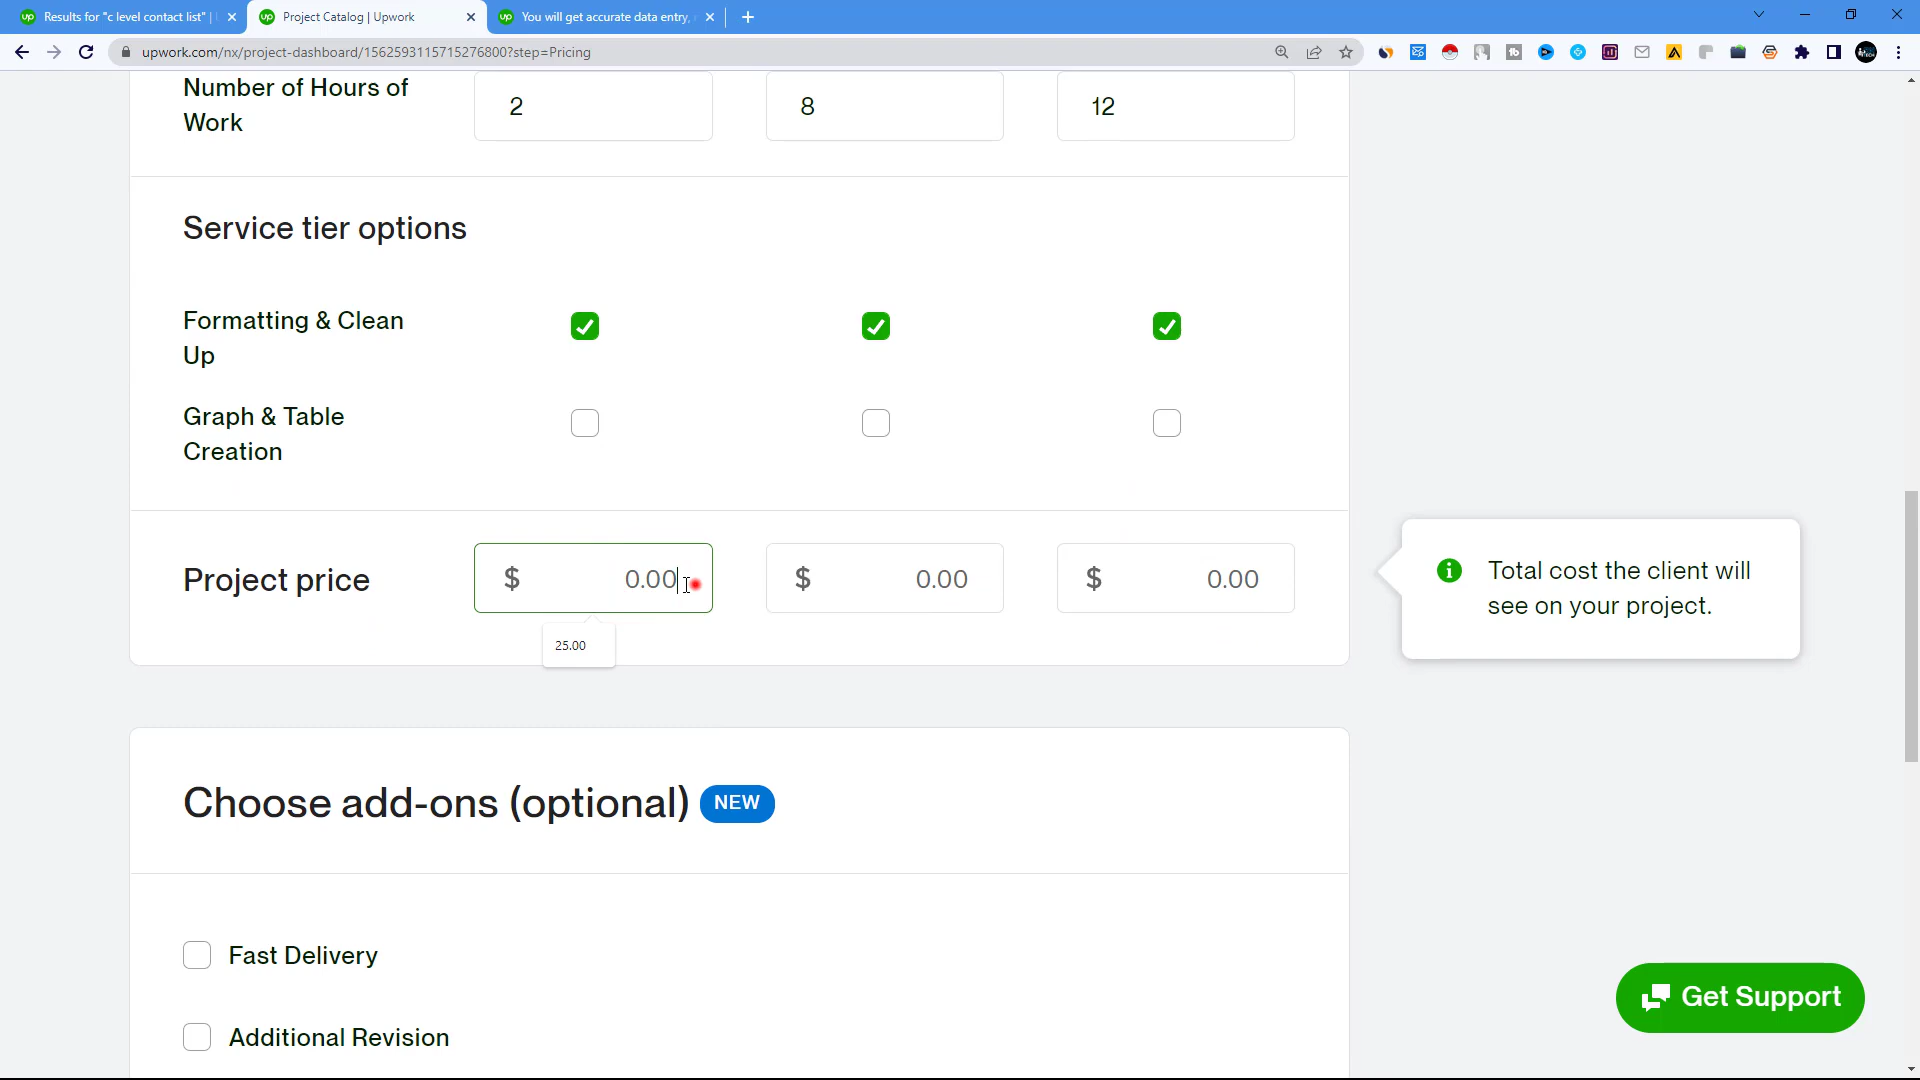 Results for "c level contact list" |
Project Catalog | Upwork
You will get accurate data entry,
upwork.com/nx/project-dashboard/1562593115715276800?step=Pricing
Number of Hours of
Work
2
8
12
Service tier options
Formatting & Clean
Up
Graph & Table
Creation
Project price
$ 0.00
$ 0.00
$ 0.00
25.00
Total cost the client will
see on your project.
Choose add-ons (optional) NEW
Fast Delivery
Additional Revision
Get Support